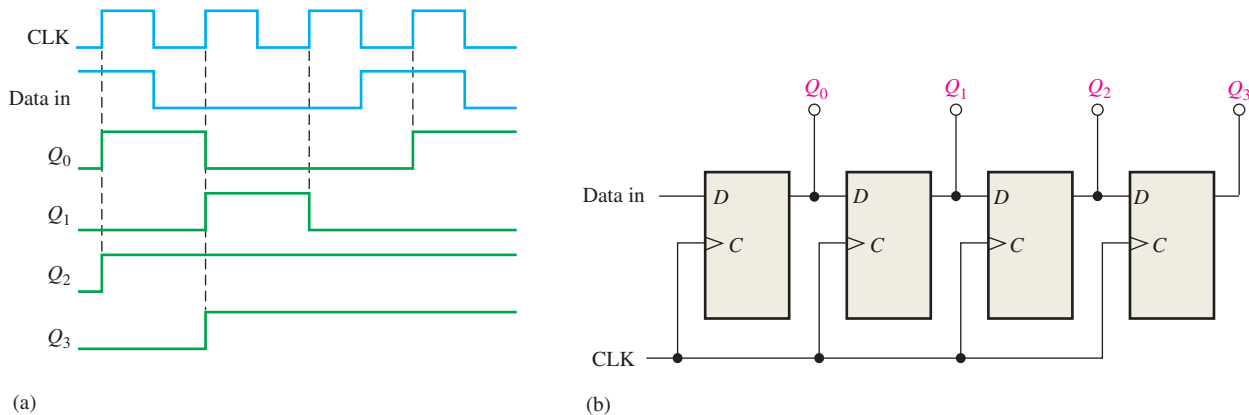 CLK
Data in
Q0
Q1
Q2
Q3
(a)
Q0 Q1 Q2 Q3
Data in D D D D
C C C C
CLK
(b)